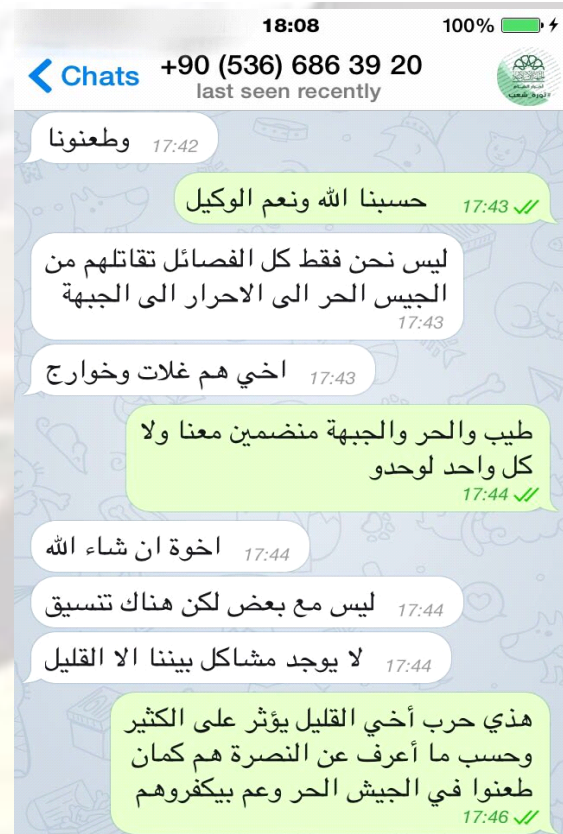 18:08
100%
Chats
+90 (536) 686 39 20
last seen recently
وطعنونا 17:42
حسبنا الله ونعم الوكيل 17:43
ليس نحن فقط كل الفصائل تقاتلهم من
الجيس الحر الى الاحرار الى الجبهة
17:43
اخي هم غلات وخوارج 17:43
طيب والحر والجبهة منضمين معنا ولا
كل واحد لوحدو
17:44
اخوة ان شاء الله 17:44
ليس مع بعض لكن هناك تنسيق 17:44
لا يوجد مشاكل بيننا الا القليل 17:44
هذي حرب أخي القليل يؤثر على الكثير
وحسب ما أعرف عن النصرة هم كمان
طعنوا في الجيش الحر وعم بيكفروهم
17:46